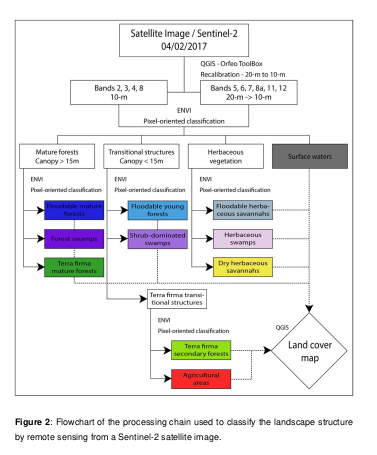 Satellite Image / Sentinel-2
04/02/2017
QGIS - Orfeo ToolBox
Recalibration - 20-m to 10-m
Bands 2, 3, 4, 8
10-m
Bands 5, 6, 7, 8a, 11, 12
20-m -> 10-m
ENVI
Pixel-oriented classification
Mature forests
Canopy > 15m
Transitional structures
Canopy < 15m
Herbaceous
vegetation
Surface waters
ENVI
Pixel-oriented classification
ENVI
Pixel-oriented classification
ENVI
Pixel-oriented classification
Floodable mature
forests
Floodable young
forests
Floodable herba-
ceous savannahs
Forest swamps
Shrub-dominated
swamps
Herbaceous
swamps
Terra firma
mature forests
Dry herbaceous
savannahs
Terra firma transi-
tional structures
ENVI
Pixel-oriented classification
QGIS
Land cover
map
Terra firma
secondary forests
Agricultural
areas
Figure 2: Flowchart of the processing chain used to classify the landscape structure
by remote sensing from a Sentinel-2 satellite image.